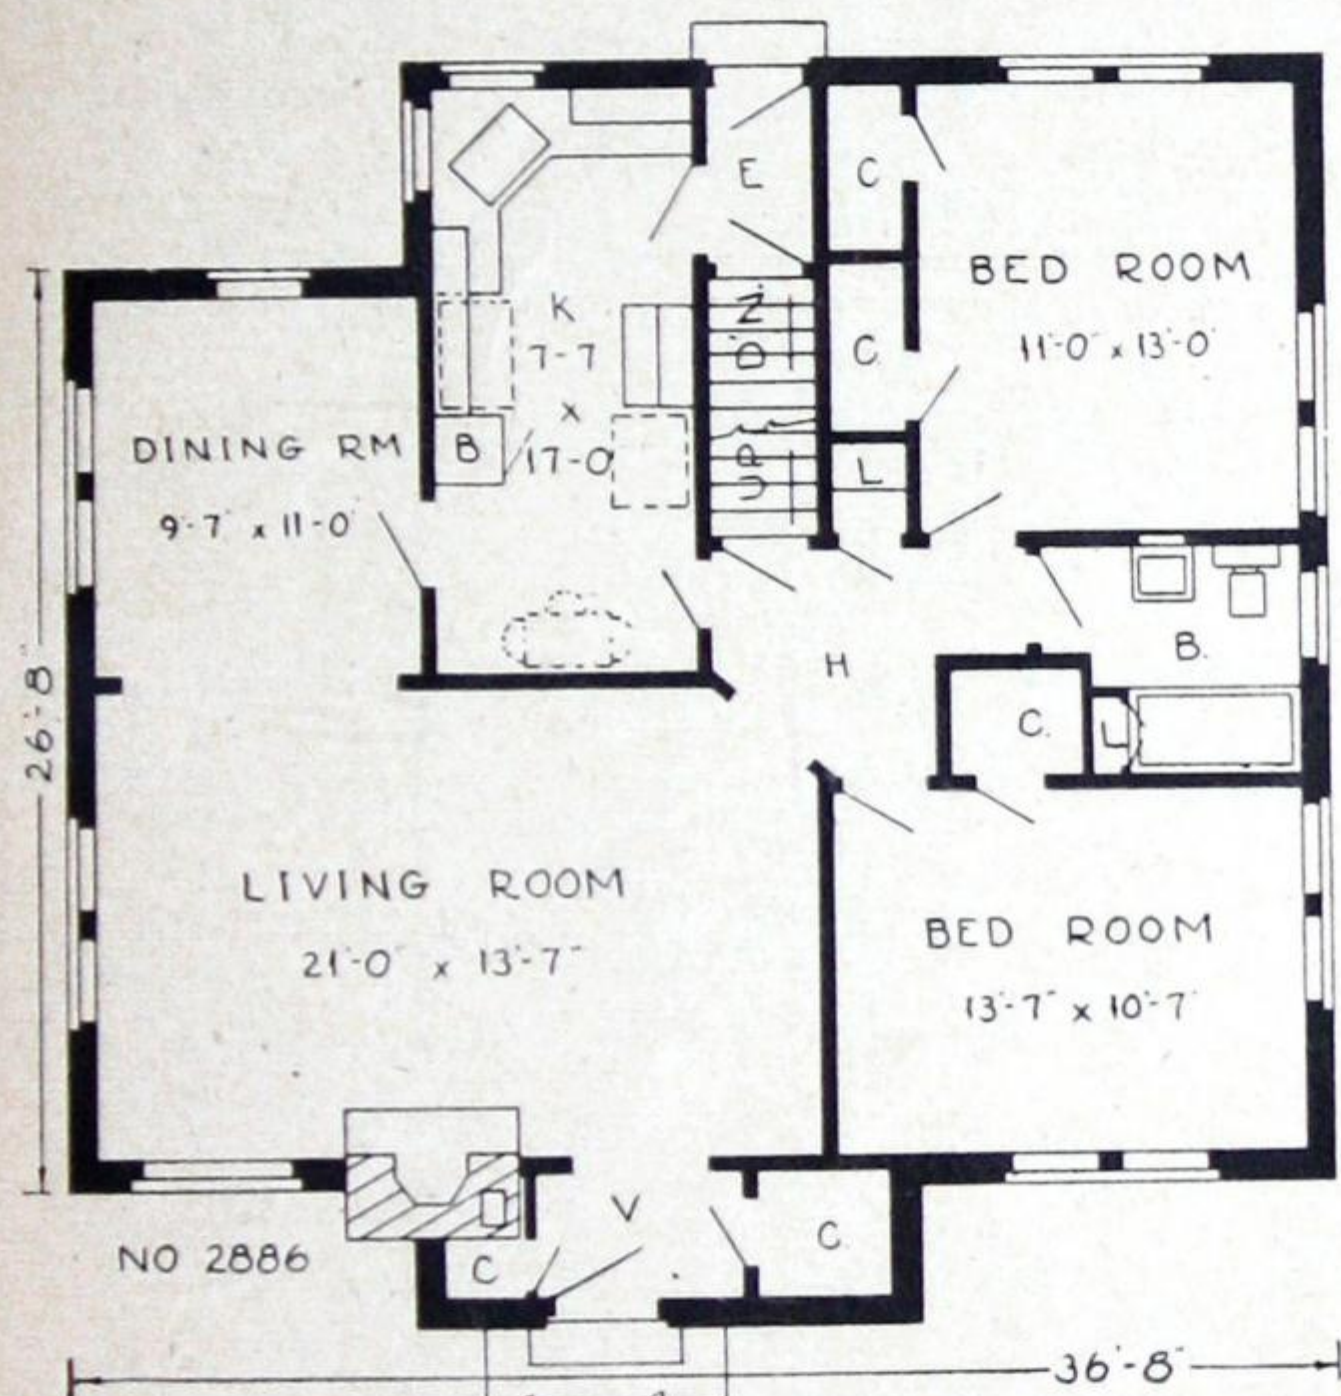 E
C
BED ROOM
11'-0" x 13'-0"
K
7-7
x
17-0
D'N.
C.
DINING RM
9'-7" x 11'-0"
B
UP
L
H
B.
C.
L
26'-8"
LIVING ROOM
21'-0" x 13'-7"
BED ROOM
13'-7" x 10'-7"
V
C.
C
NO 2886
36'-8"